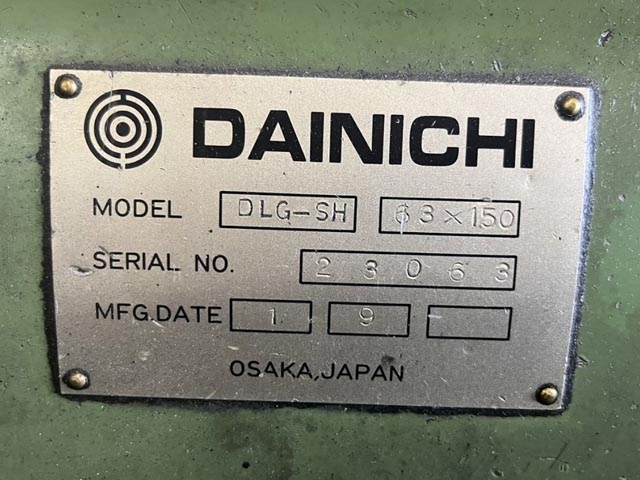 DAINICHI
MODEL DLG-SH 63×150
SERIAL NO. 23063
MFG.DATE 1 9
OSAKA,JAPAN